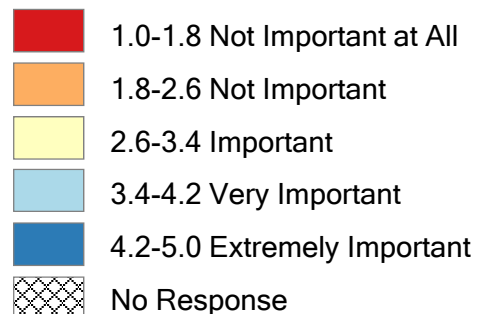 1.0-1.8 Not Important at All
1.8-2.6 Not Important
2.6-3.4 Important
3.4-4.2 Very Important
4.2-5.0 Extremely Important
No Response